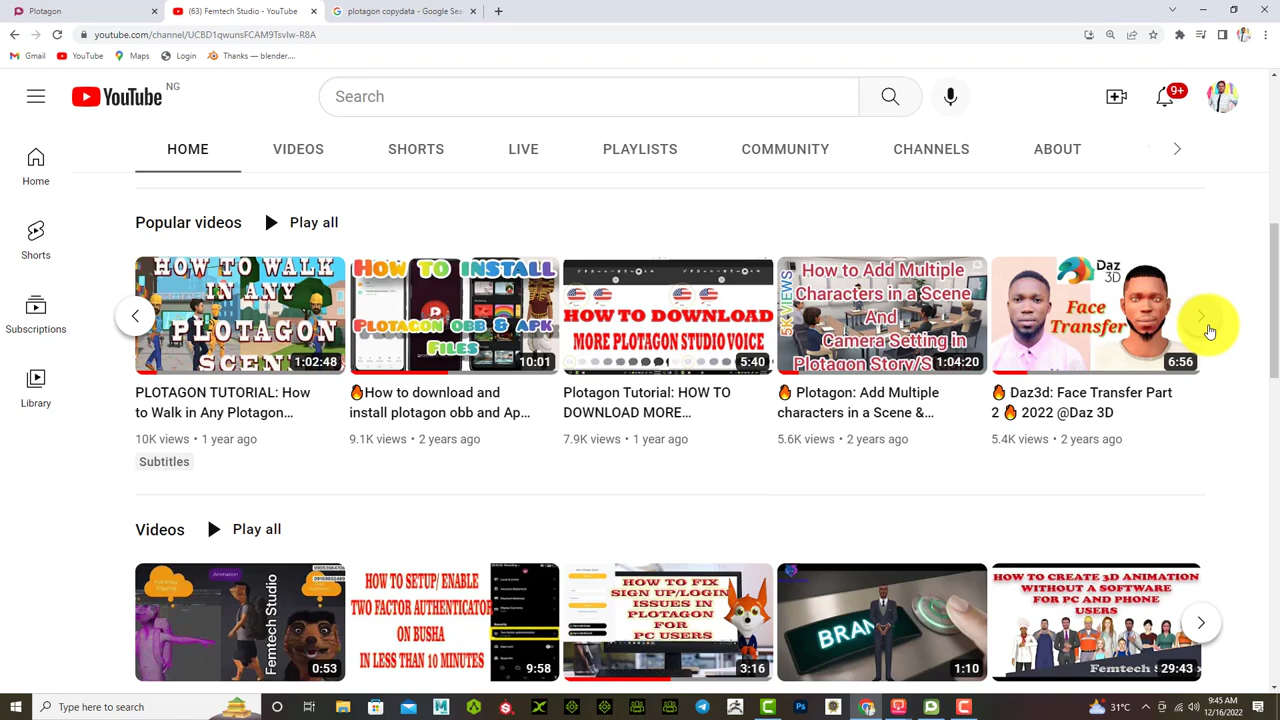 Plotagon
(63) Femtech Studio - YouTube
plotagon copydata - Google Sea
youtube.com/channel/UCBD1qwunsFCAM9Tsvlw-R8A
Gmail
YouTube
Maps
Login
Thanks — blender....
YouTube
NG
Search
9+
HOME
VIDEOS
SHORTS
LIVE
PLAYLISTS
COMMUNITY
CHANNELS
ABOUT
Home
Shorts
Subscriptions
Library
Popular videos
Play all
HOW TO WALK
IN ANY
PLOTAGON
SCENE
1:02:48
HOW TO INSTALL
PLOTAGON OBB & APK
FILES
10:01
HOW TO DOWNLOAD
MORE PLOTAGON STUDIO VOICE
5:40
5KVIEWS
How to Add Multiple
Characters in a Scene
And
Camera Setting in
Plotagon Story/S
1:04:20
Daz
3D
Face
Transfer
6:56
PLOTAGON TUTORIAL: How
to Walk in Any Plotagon...
10K views • 1 year ago
Subtitles
🔥How to download and
install plotagon obb and Ap...
9.1K views • 2 years ago
Plotagon Tutorial: HOW TO
DOWNLOAD MORE...
7.9K views • 1 year ago
🔥 Plotagon: Add Multiple
characters in a Scene &...
5.6K views • 2 years ago
🔥 Daz3d: Face Transfer Part
2 🔥 2022 @Daz 3D
5.4K views • 2 years ago
Videos
Play all
Animation
Femtech Studio
0:53
HOW TO SETUP/ ENABLE
TWO FACTOR AUTHENTICATOR
ON BUSHA
IN LESS THAN 10 MINUTES
9:58
HOW TO FIX
SIGN UP/LOGIN
ISSUES IN
PLOTAGON
FOR
PC USERS
3:16
BRAN
1:10
HOW TO CREATE 3D ANIMATION
WITHOUT A SOFTWARE
FOR PC AND PHONE
USERS
Femtech S
29:43
Type here to search
31°C
9:45 AM
12/16/2022